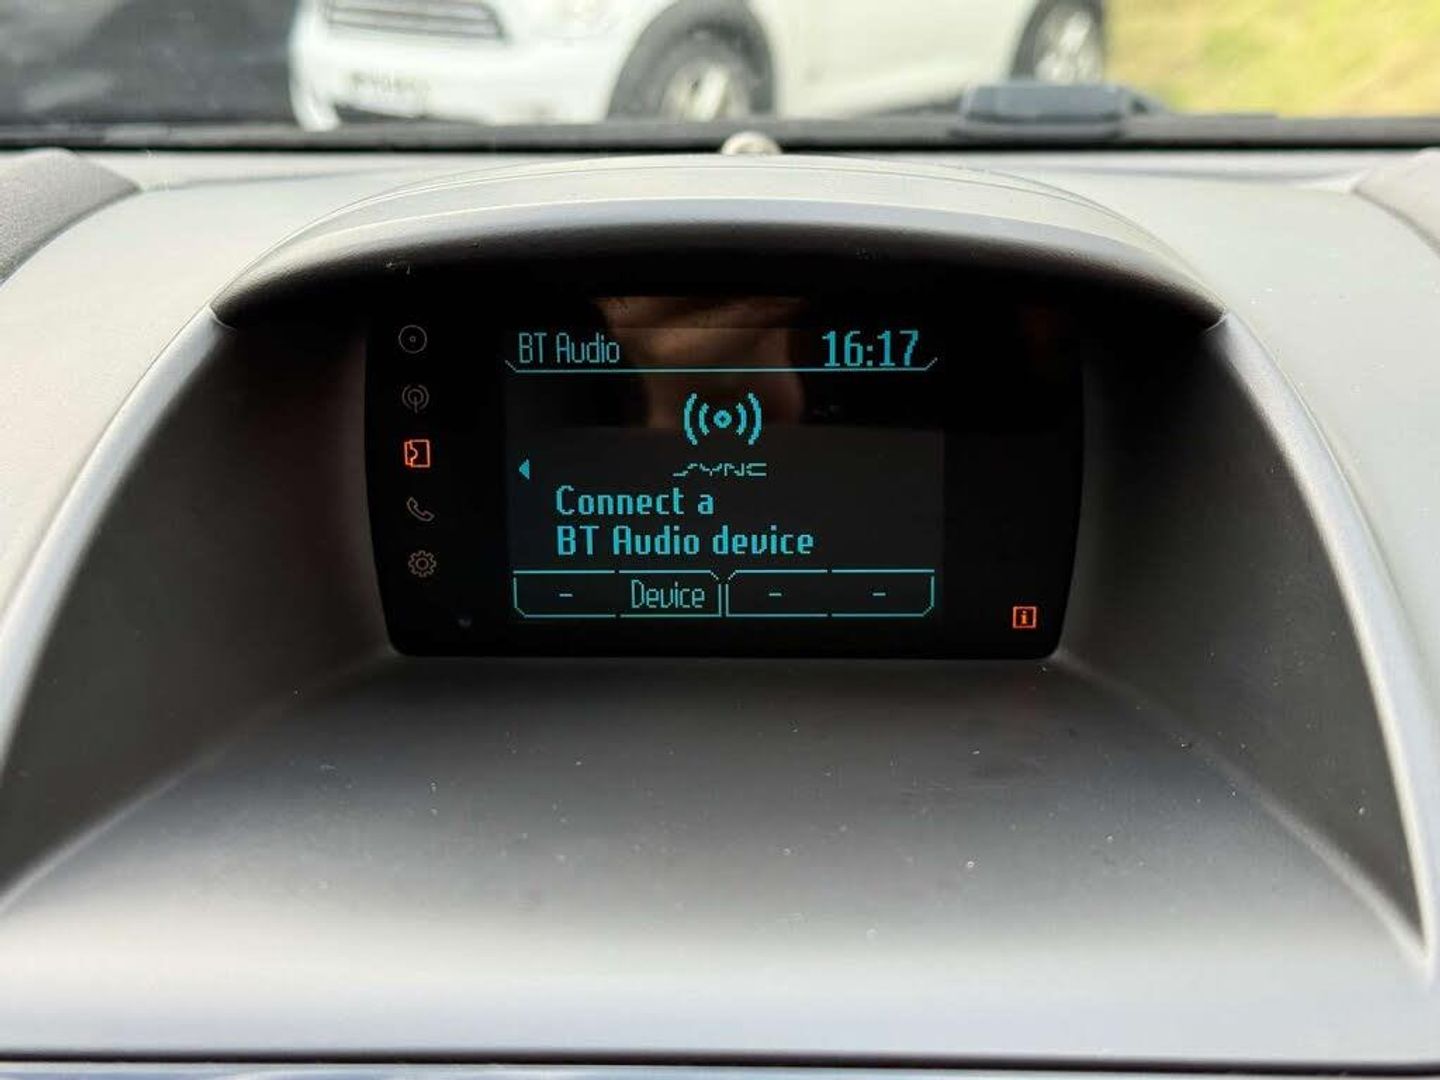 BT Audio 16:17
SYNC
Connect a
BT Audio device
- Device - -
i